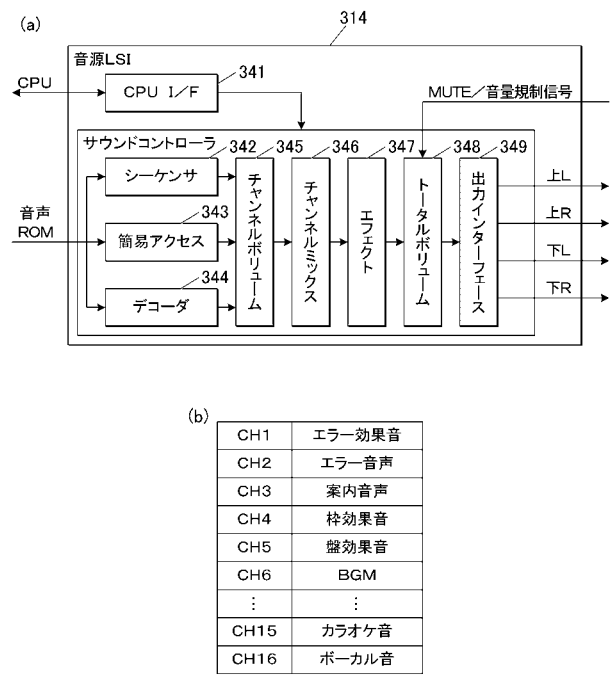 (a)
314
音源LSI
CPU
CPU I/F
341
MUTE/音量規制信号
サウンドコントローラ
342
345
346
347
348
349
シーケンサ
音声
ROM
343
簡易アクセス
344
デコーダ
チャンネルボリューム
チャンネルミックス
エフェクト
トータルボリューム
出力インターフェース
上L
上R
下L
下R
(b)
CH1 エラー効果音
CH2 エラー音声
CH3 案内音声
CH4 枠効果音
CH5 盤効果音
CH6 BGM
⋮ ⋮
CH15 カラオケ音
CH16 ボーカル音